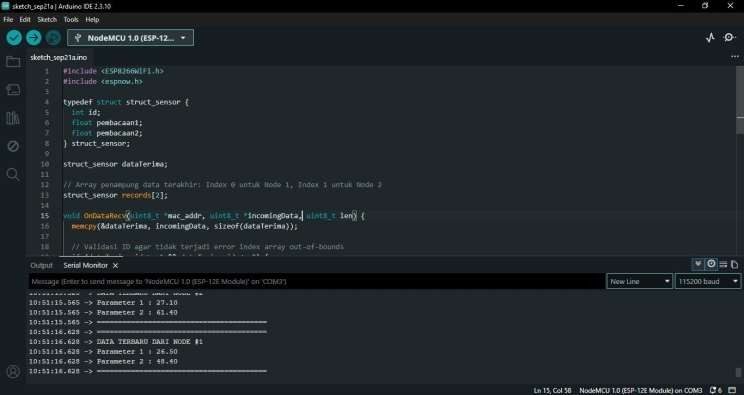 sketch_sep21a | Arduino IDE 2.3.10
File Edit Sketch Tools Help
NodeMCU 1.0 (ESP-12...
sketch_sep21a.ino
1 #include <ESP8266WiFi.h>
2 #include <espnow.h>
3
4 typedef struct struct_sensor {
5 int id;
6 float pembacaan1;
7 float pembacaan2;
8 } struct_sensor;
9
10 struct_sensor dataTerima;
11
12 // Array penampung data terakhir: Index 0 untuk Node 1, Index 1 untuk Node 2
13 struct_sensor records[2];
14
15 void OnDataRecv(uint8_t *mac_addr, uint8_t *incomingData, uint8_t len) {
16 memcpy(&dataTerima, incomingData, sizeof(dataTerima));
17
18 // Validasi ID agar tidak terjadi error index array out-of-bounds
Output Serial Monitor
Message (Enter to send message to 'NodeMCU 1.0 (ESP-12E Module)' on 'COM3')
New Line
115200 baud
10:51:15.565 -> Parameter 1 : 27.10
10:51:15.565 -> Parameter 2 : 61.40
10:51:15.565 -> ========================================
10:51:16.628 -> ========================================
10:51:16.628 -> DATA TERBARU DARI NODE #1
10:51:16.628 -> Parameter 1 : 26.50
10:51:16.628 -> Parameter 2 : 48.40
10:51:16.628 -> ========================================
Ln 15, Col 58 NodeMCU 1.0 (ESP-12E Module) on COM3 6